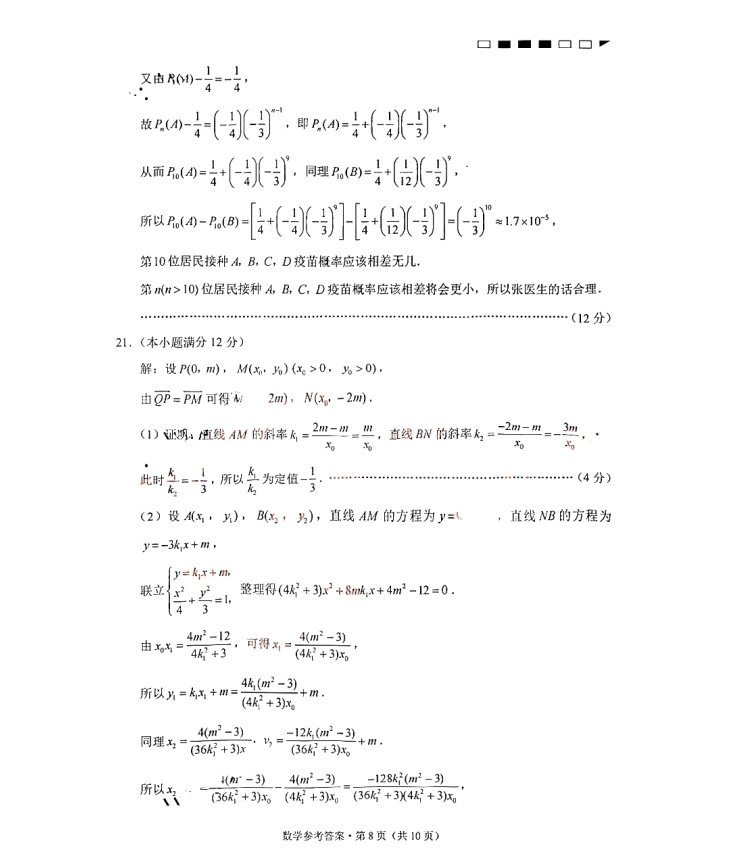 又由P₁(A)-1/4=-1/4，
故Pₙ(A)-1/4=(-1/4)(-1/3)ⁿ⁻¹，即Pₙ(A)=1/4+(-1/4)(-1/3)ⁿ⁻¹，
从而P₁₀(A)=1/4+(-1/4)(-1/3)⁹，同理P₁₀(B)=1/4+(1/12)(-1/3)⁹，
所以P₁₀(A)-P₁₀(B)=[1/4+(-1/4)(-1/3)⁹]-[1/4+(1/12)(-1/3)⁹]=(-1/3)¹⁰≈1.7×10⁻⁵，
第10位居民接种A，B，C，D疫苗概率应该相差无几．
第n(n>10)位居民接种A，B，C，D疫苗概率应该相差将会更小，所以张医生的话合理．
……………………………………………………………………………………（12 分）
21．（本小题满分 12 分）
解：设P(0，m)，M(x₀，y₀)(x₀>0，y₀>0)，
由QP=PM可得 2m)，N(x₀，-2m)．
（1）证明：直线AM的斜率k₁=(2m-m)/x₀=m/x₀，直线BN的斜率k₂=(-2m-m)/x₀=-3m/x₀，
此时k₁/k₂=-1/3，所以k₁/k₂为定值-1/3．…………………………………………（4 分）
（2）设A(x₁，y₁)，B(x₂，y₂)，直线AM的方程为y= ，直线NB的方程为
y=-3k₁x+m，
联立{y=k₁x+m, x²/4+y²/3=1, 整理得(4k₁²+3)x²+8mk₁x+4m²-12=0．
由x₀x₁=(4m²-12)/(4k₁²+3)，可得x₁=4(m²-3)/((4k₁²+3)x₀)，
所以y₁=k₁x₁+m=4k₁(m²-3)/((4k₁²+3)x₀)+m．
同理x₂=4(m²-3)/((36k₁²+3)x，y₂=-12k₁(m²-3)/((36k₁²+3)x₀)+m．
所以x₂ 4(m²-3)/((36k₁²+3)x₀)-4(m²-3)/((4k₁²+3)x₀)=-128k₁²(m²-3)/((36k₁²+3)(4k₁²+3)x₀)，
数学参考答案·第 8 页（共 10 页）